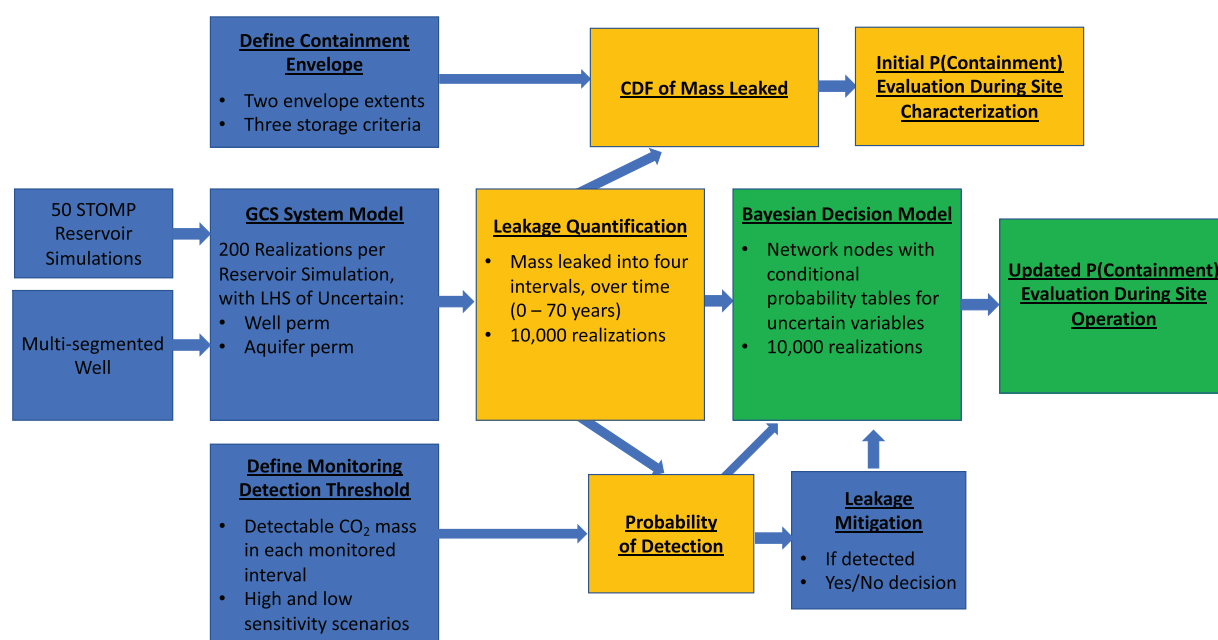 Define Containment
Envelope
• Two envelope extents
• Three storage criteria
CDF of Mass Leaked
Initial P(Containment)
Evaluation During Site
Characterization
50 STOMP
Reservoir
Simulations
Multi-segmented
Well
GCS System Model
200 Realizations per
Reservoir Simulation,
with LHS of Uncertain:
• Well perm
• Aquifer perm
Leakage Quantification
• Mass leaked into four
intervals, over time
(0 – 70 years)
• 10,000 realizations
Bayesian Decision Model
• Network nodes with
conditional
probability tables for
uncertain variables
• 10,000 realizations
Updated P(Containment)
Evaluation During Site
Operation
Define Monitoring
Detection Threshold
• Detectable CO₂ mass
in each monitored
interval
• High and low
sensitivity scenarios
Probability
of Detection
Leakage
Mitigation
• If detected
• Yes/No decision